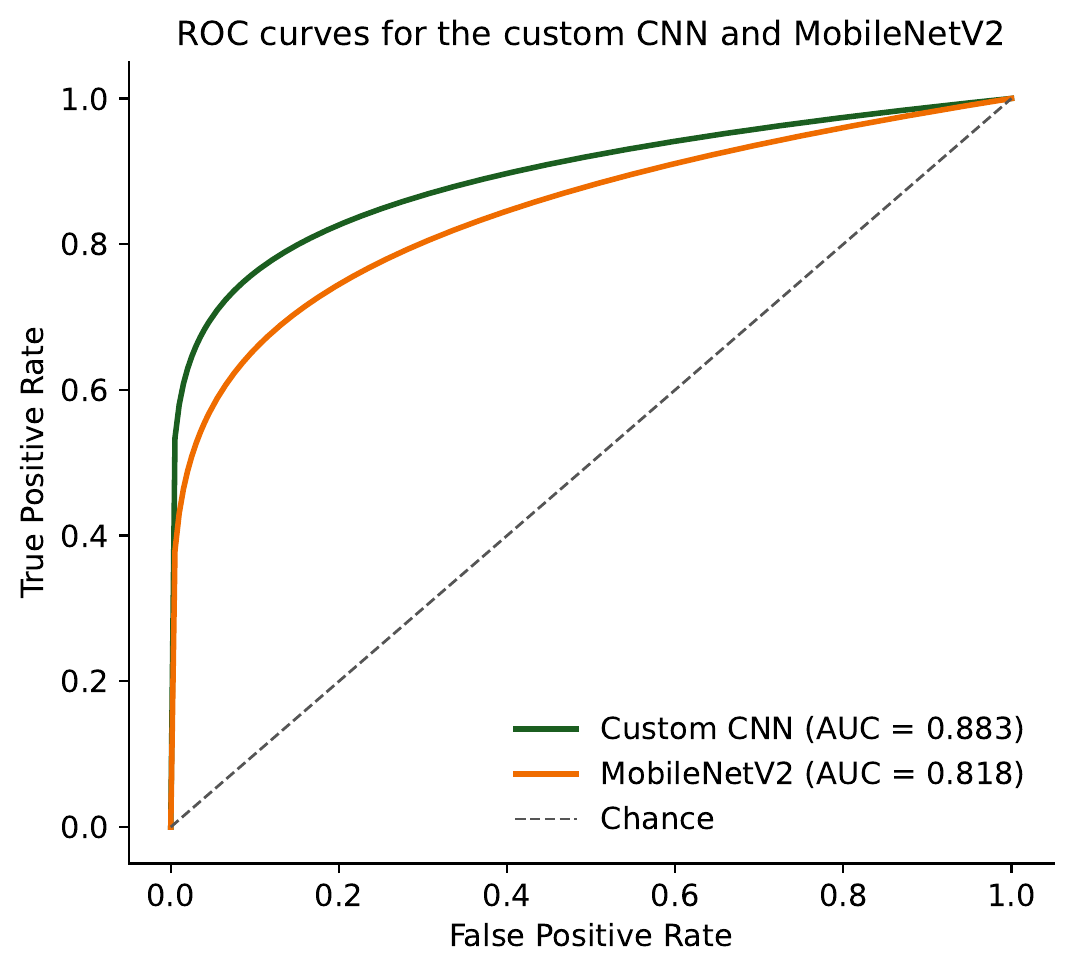 ROC curves for the custom CNN and MobileNetV2
True Positive Rate
1.0
0.8
0.6
0.4
0.2
0.0
Custom CNN (AUC = 0.883)
MobileNetV2 (AUC = 0.818)
Chance
0.0 0.2 0.4 0.6 0.8 1.0
False Positive Rate